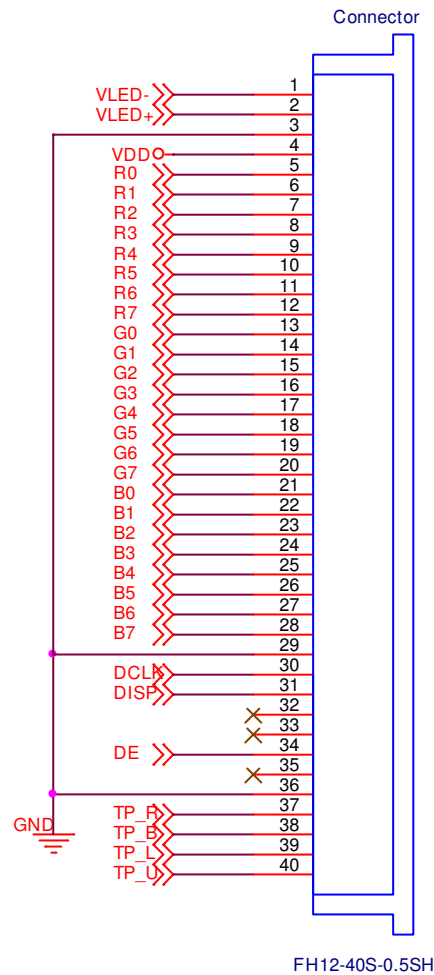 Connector
VLED- 1
VLED+ 2
3
VDD 4
R0 5
R1 6
R2 7
R3 8
R4 9
R5 10
R6 11
R7 12
G0 13
G1 14
G2 15
G3 16
G4 17
G5 18
G6 19
G7 20
B0 21
B1 22
B2 23
B3 24
B4 25
B5 26
B6 27
B7 28
29
DCLK 30
DISP 31
32
33
DE 34
35
36
TP_R 37
GND
TP_B 38
TP_L 39
TP_U 40
FH12-40S-0.5SH